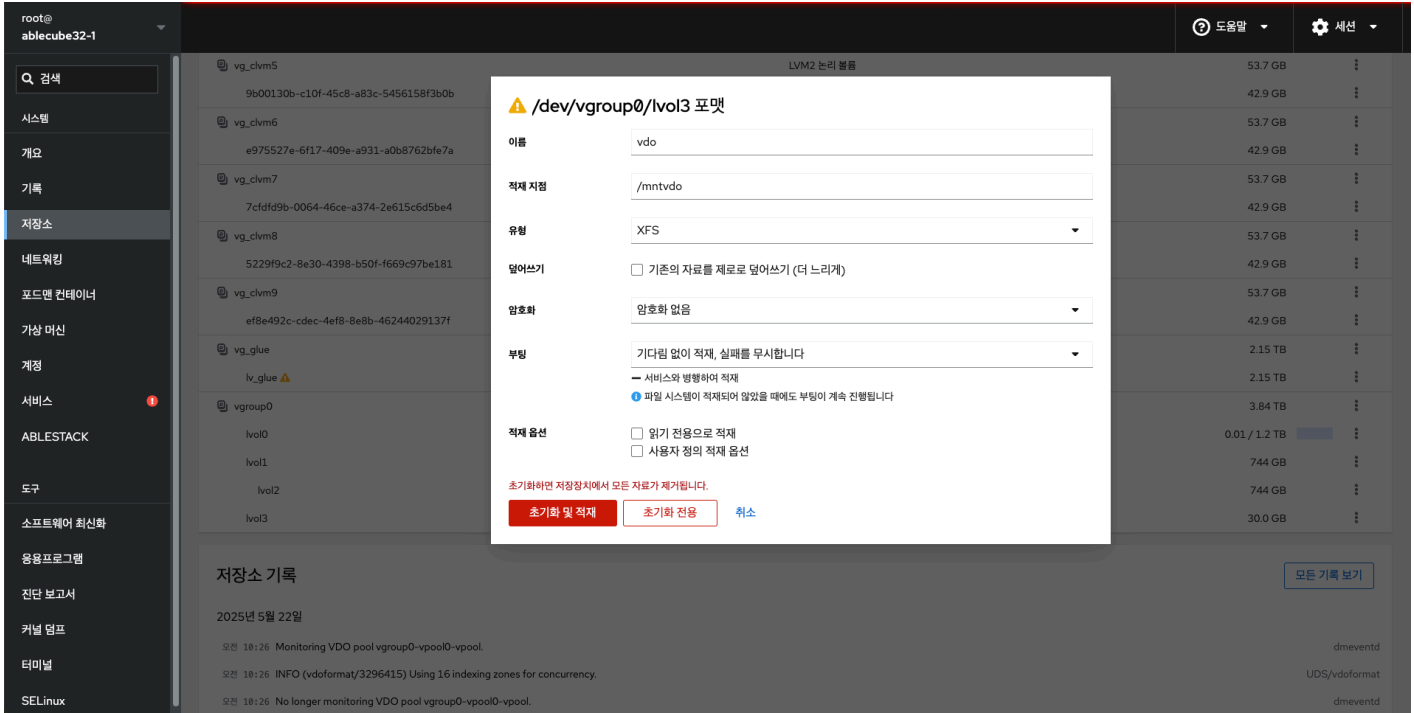 root@
ablecube32-1
도움말
세션
검색
시스템
개요
기록
저장소
네트워킹
포드맨 컨테이너
가상 머신
계정
서비스
ABLESTACK
도구
소프트웨어 최신화
응용프로그램
진단 보고서
커널 덤프
터미널
SELinux
vg_clvm5 LVM2 논리 볼륨 53.7 GB
9b00130b-c10f-45c8-a83c-5456158f3b0b 42.9 GB
vg_clvm6 53.7 GB
e975527e-6f17-409e-a931-a0b8762bfe7a 42.9 GB
vg_clvm7 53.7 GB
7cfdfd9b-0064-46ce-a374-2e615c6d5be4 42.9 GB
vg_clvm8 53.7 GB
5229f9c2-8e30-4398-b50f-f669c97be181 42.9 GB
vg_clvm9 53.7 GB
ef8e492c-cdec-4ef8-8e8b-46244029137f 42.9 GB
vg_glue 2.15 TB
lv_glue 2.15 TB
vgroup0 3.84 TB
lvol0 0.01 / 1.2 TB
lvol1 744 GB
lvol2 744 GB
lvol3 30.0 GB
/dev/vgroup0/lvol3 포맷
이름 vdo
적재 지점 /mntvdo
유형 XFS
덮어쓰기 기존의 자료를 제로로 덮어쓰기 (더 느리게)
암호화 암호화 없음
부팅 기다림 없이 적재, 실패를 무시합니다
서비스와 병행하여 적재
파일 시스템이 적재되어 않았을 때에도 부팅이 계속 진행됩니다
적재 옵션 읽기 전용으로 적재
사용자 정의 적재 옵션
초기화하면 저장장치에서 모든 자료가 제거됩니다.
초기화 및 적재 초기화 전용 취소
저장소 기록 모든 기록 보기
2025년 5월 22일
오전 10:26 Monitoring VDO pool vgroup0-vpool0-vpool. dmeventd
오전 10:26 INFO (vdoformat/3296415) Using 16 indexing zones for concurrency. UDS/vdoformat
오전 10:26 No longer monitoring VDO pool vgroup0-vpool0-vpool. dmeventd